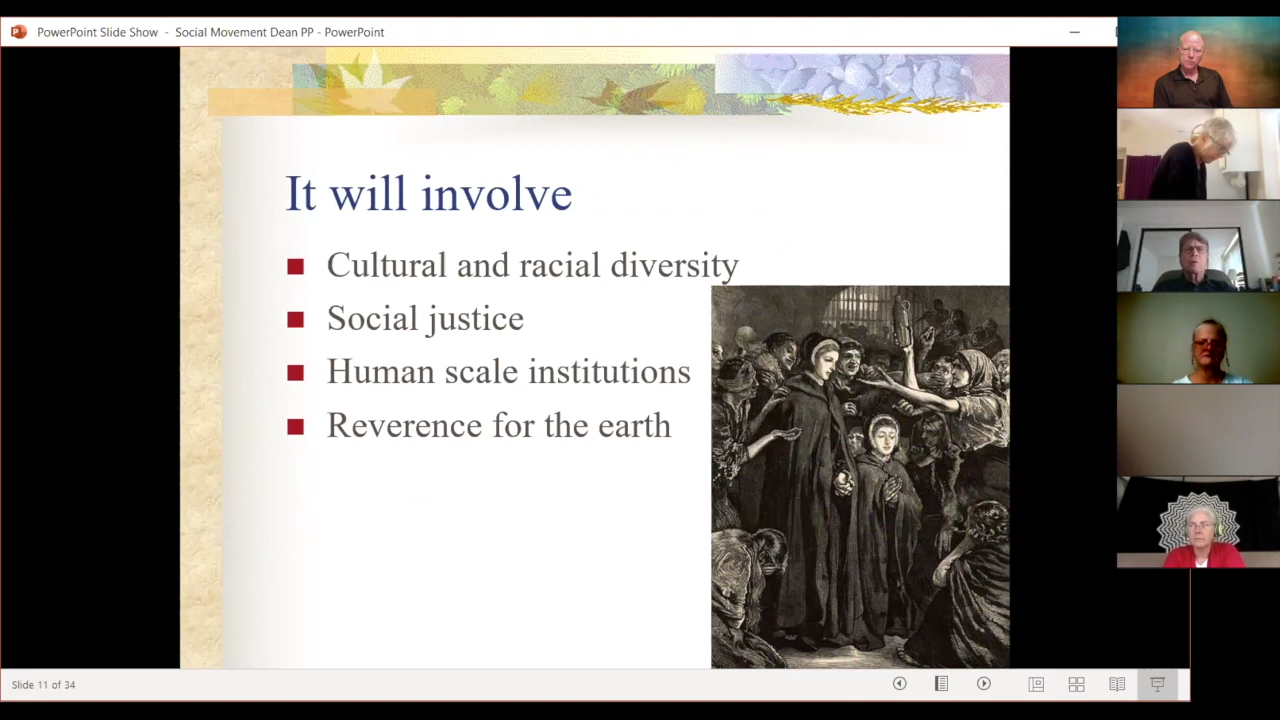 PowerPoint Slide Show - Social Movement Dean PP - PowerPoint
It will involve
Cultural and racial diversity
Social justice
Human scale institutions
Reverence for the earth
Slide 11 of 34